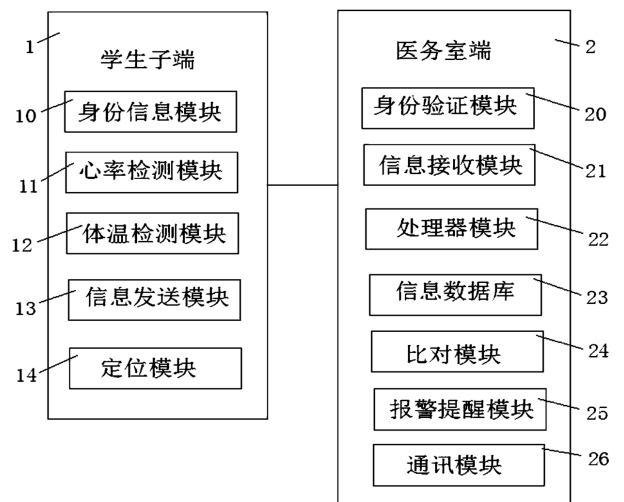 1
学生子端
10
身份信息模块
11
心率检测模块
12
体温检测模块
13
信息发送模块
14
定位模块
医务室端
2
身份验证模块
20
信息接收模块
21
处理器模块
22
信息数据库
23
比对模块
24
报警提醒模块
25
通讯模块
26